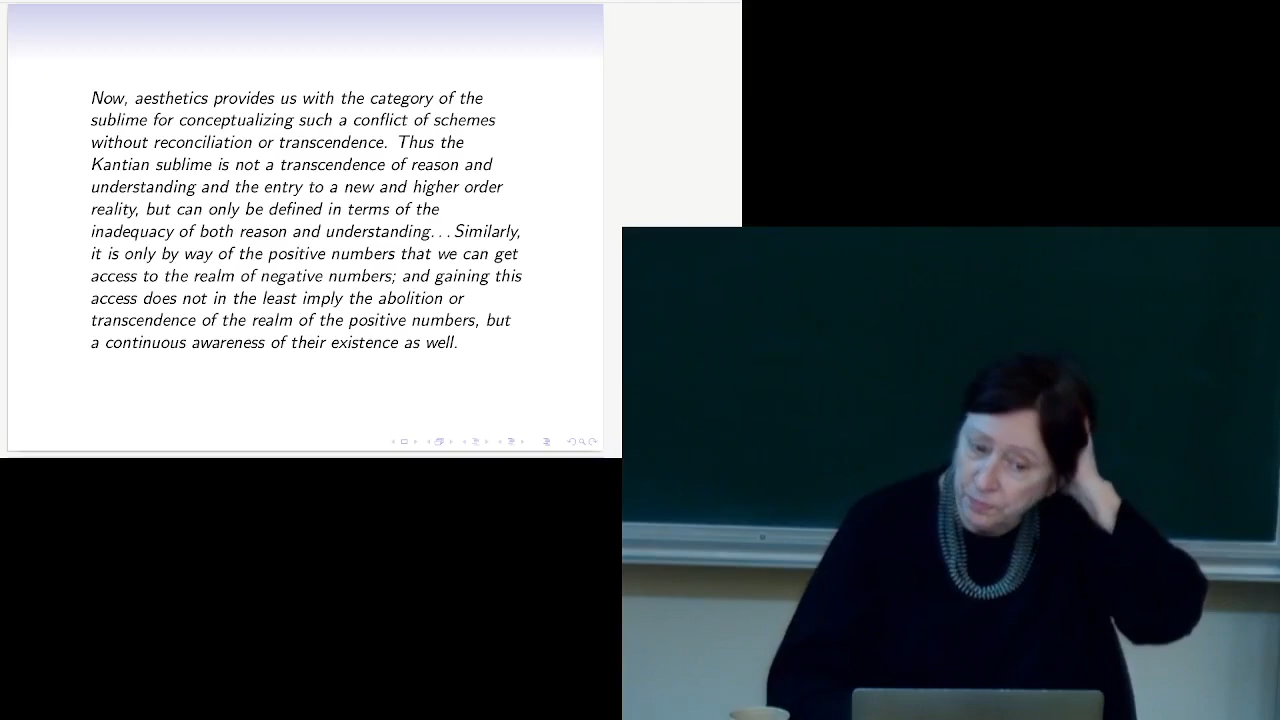 Now, aesthetics provides us with the category of the
sublime for conceptualizing such a conflict of schemes
without reconciliation or transcendence. Thus the
Kantian sublime is not a transcendence of reason and
understanding and the entry to a new and higher order
reality, but can only be defined in terms of the
inadequacy of both reason and understanding. . . Similarly,
it is only by way of the positive numbers that we can get
access to the realm of negative numbers; and gaining this
access does not in the least imply the abolition or
transcendence of the realm of the positive numbers, but
a continuous awareness of their existence as well.